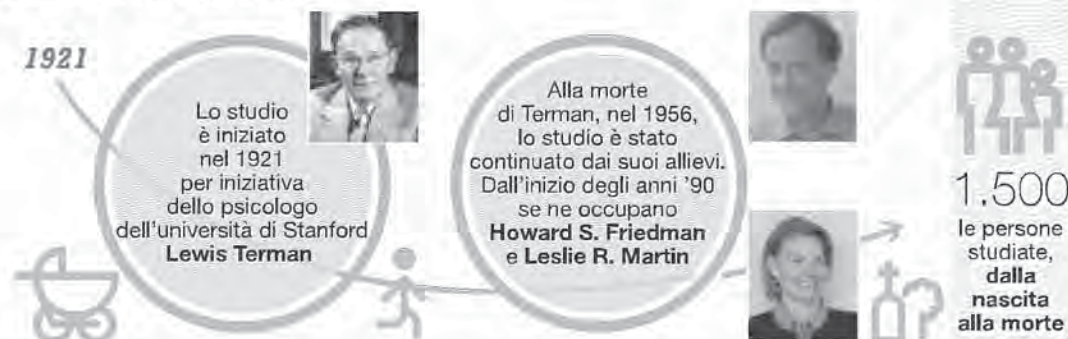 1921
Lo studio
è iniziato
nel 1921
per iniziativa
dello psicologo
dell'università di Stanford
Lewis Terman
Alla morte
di Terman, nel 1956,
lo studio è stato
continuato dai suoi allievi.
Dall'inizio degli anni '90
se ne occupano
Howard S. Friedman
e Leslie R. Martin
1.500
le persone
studiate,
dalla
nascita
alla morte